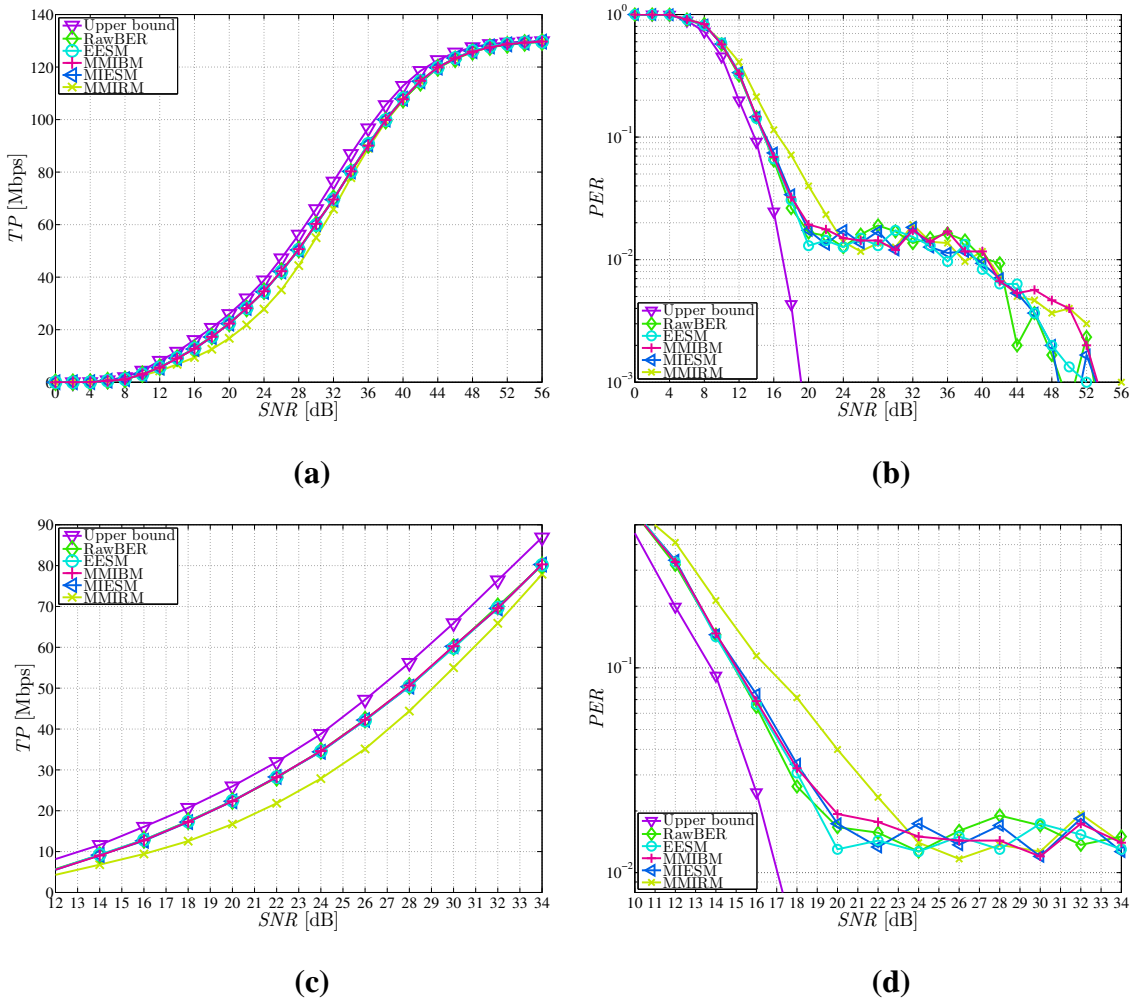 140
120
100
80
60
40
20
0
TP [Mbps]
Upper bound
RawBER
EESM
MMIBM
MIESM
MMIRM
0 4 8 12 16 20 24 28 32 36 40 44 48 52 56
SNR [dB]
(a)
10^0
10^-1
10^-2
10^-3
PER
Upper bound
RawBER
EESM
MMIBM
MIESM
MMIRM
0 4 8 12 16 20 24 28 32 36 40 44 48 52 56
SNR [dB]
(b)
90
80
70
60
50
40
30
20
10
0
TP [Mbps]
Upper bound
RawBER
EESM
MMIBM
MIESM
MMIRM
12 13 14 15 16 17 18 19 20 21 22 23 24 25 26 27 28 29 30 31 32 33 34
SNR [dB]
(c)
10^-1
10^-2
PER
Upper bound
RawBER
EESM
MMIBM
MIESM
MMIRM
10 11 12 13 14 15 16 17 18 19 20 21 22 23 24 25 26 27 28 29 30 31 32 33 34
SNR [dB]
(d)